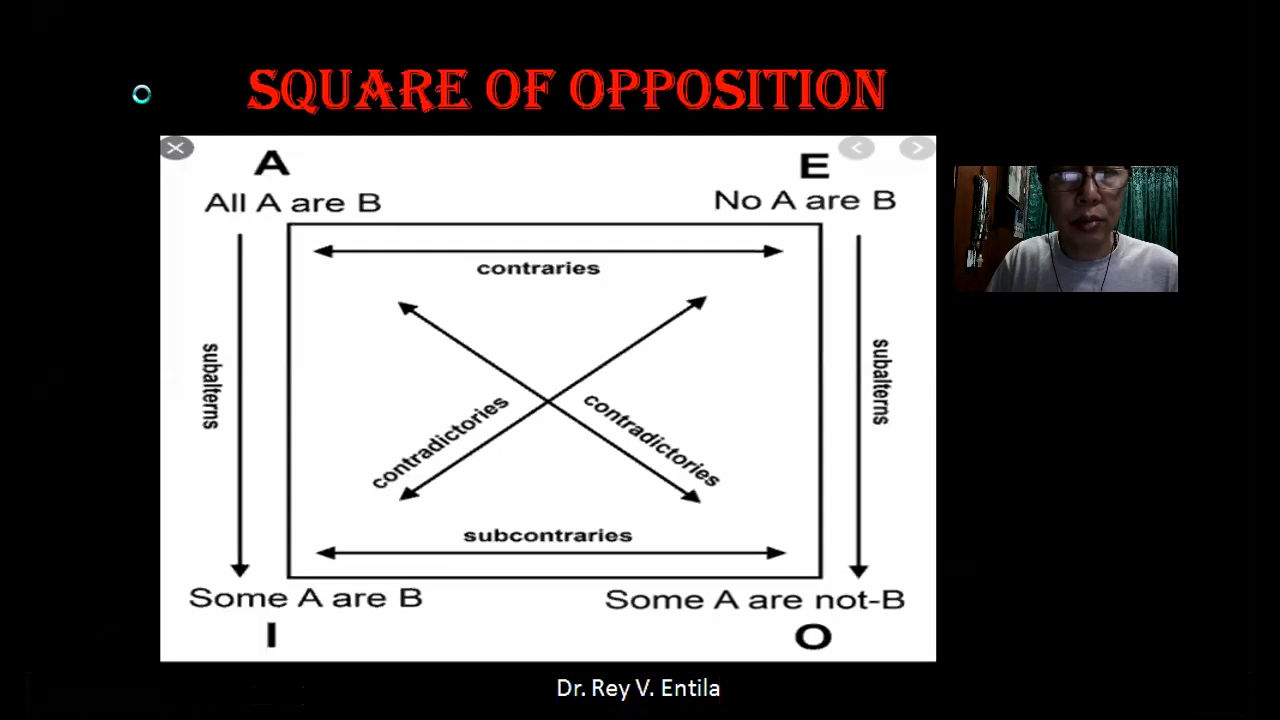 SQUARE OF OPPOSITION
A
E
All A are B
No A are B
contraries
subalterns
subalterns
contradictories
contradictories
subcontraries
Some A are B
Some A are not-B
I
O
Dr. Rey V. Entila